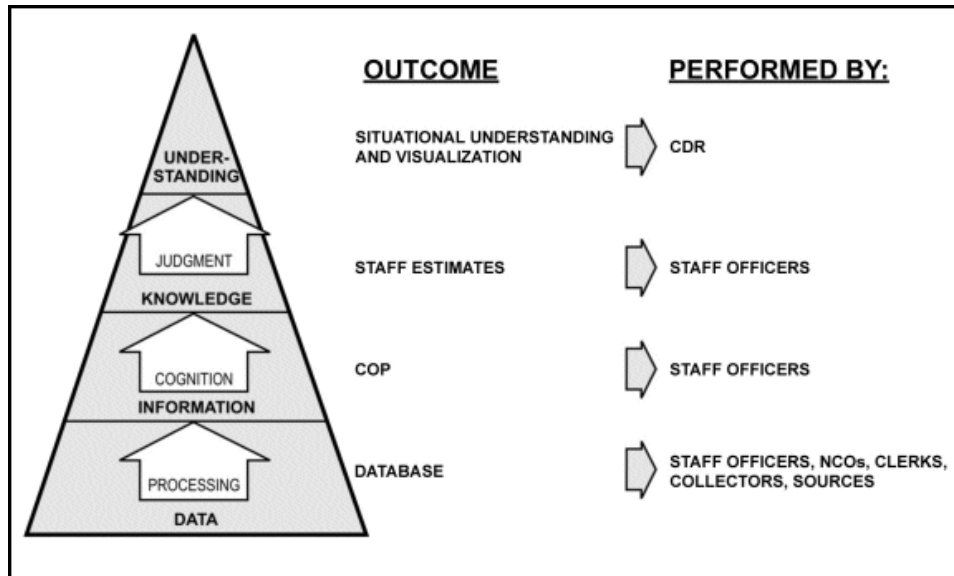 OUTCOME
PERFORMED BY:
UNDER-
STANDING
SITUATIONAL UNDERSTANDING
AND VISUALIZATION
CDR
JUDGMENT
KNOWLEDGE
STAFF ESTIMATES
STAFF OFFICERS
COGNITION
INFORMATION
COP
STAFF OFFICERS
PROCESSING
DATA
DATABASE
STAFF OFFICERS, NCOs, CLERKS,
COLLECTORS, SOURCES